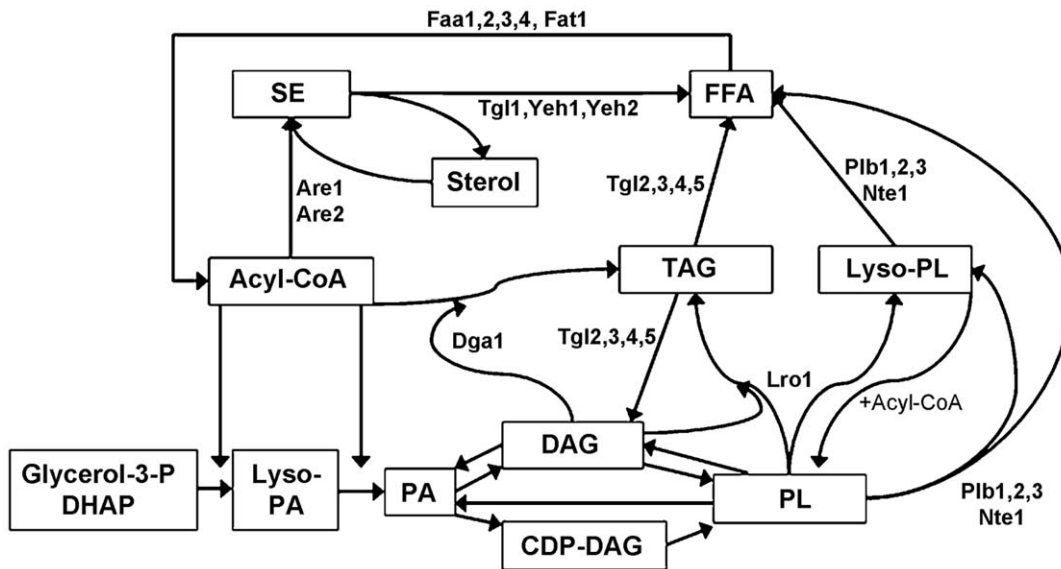 Faa1,2,3,4, Fat1
SE
FFA
Tgl1,Yeh1,Yeh2
Sterol
Are1
Are2
Tgl2,3,4,5
Plb1,2,3
Nte1
Acyl-CoA
TAG
Lyso-PL
Dga1
Tgl2,3,4,5
Lro1
+Acyl-CoA
DAG
Glycerol-3-P
DHAP
Lyso-
PA
PA
PL
Plb1,2,3
Nte1
CDP-DAG